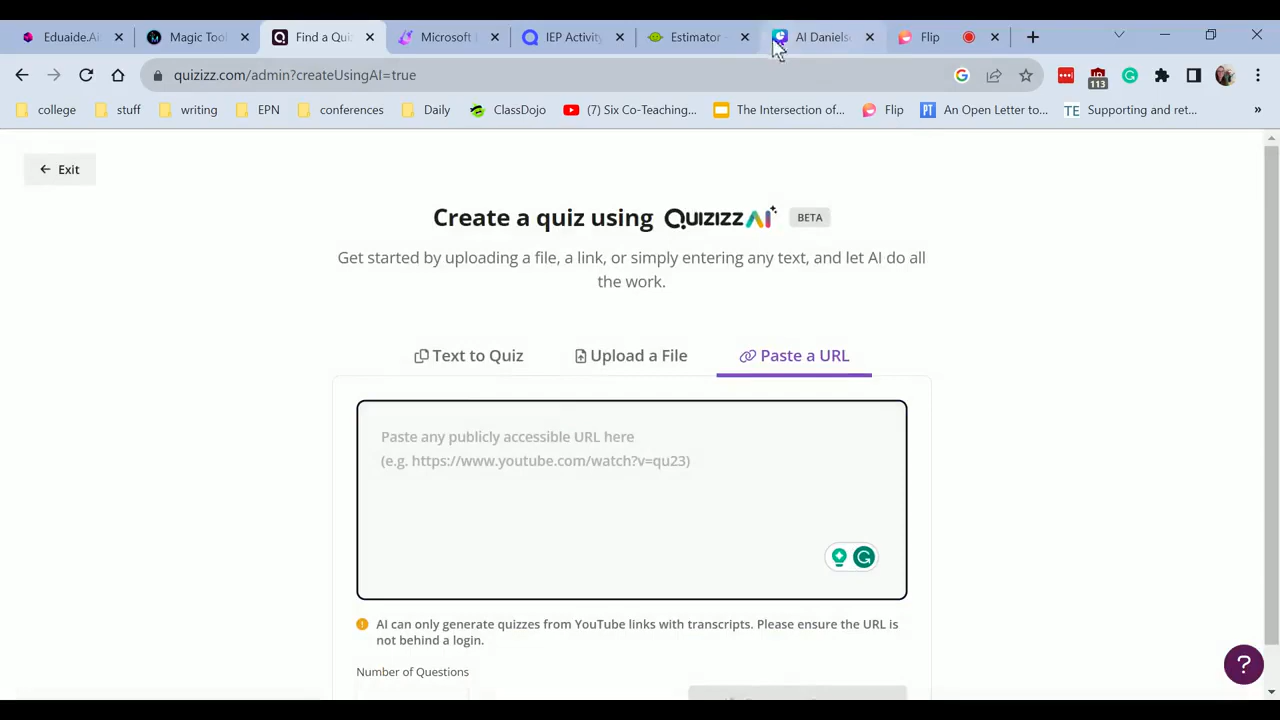 Eduaide.Ai
Magic Tool
Find a Quiz
Microsoft
IEP Activity
Estimator
AI Daniels
Flip
quizizz.com/admin?createUsingAI=true
113
college
stuff
writing
EPN
conferences
Daily
ClassDojo
(7) Six Co-Teaching...
The Intersection of...
Flip
An Open Letter to...
TE Supporting and ret...
»
← Exit
Create a quiz using QUIZIZZ AI BETA
Get started by uploading a file, a link, or simply entering any text, and let AI do all
the work.
Text to Quiz
Upload a File
Paste a URL
Paste any publicly accessible URL here
(e.g. https://www.youtube.com/watch?v=qu23)
AI can only generate quizzes from YouTube links with transcripts. Please ensure the URL is
not behind a login.
Number of Questions
?